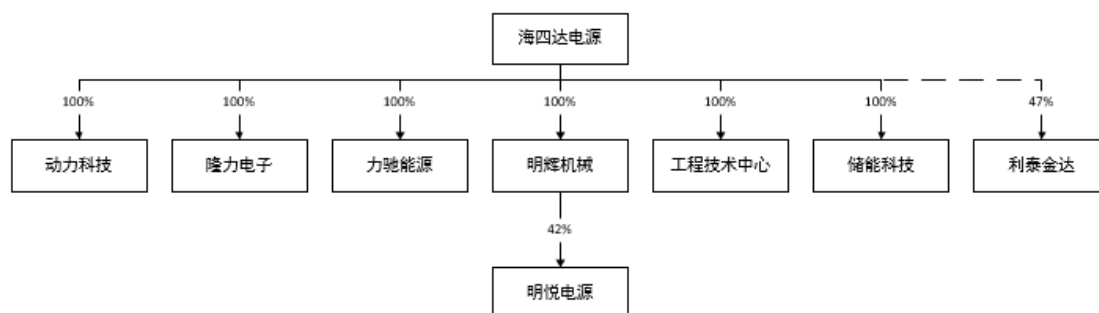 海四达电源
100%
100%
100%
100%
100%
100%
47%
动力科技
隆力电子
力驰能源
明辉机械
工程技术中心
储能科技
利泰金达
42%
明悦电源